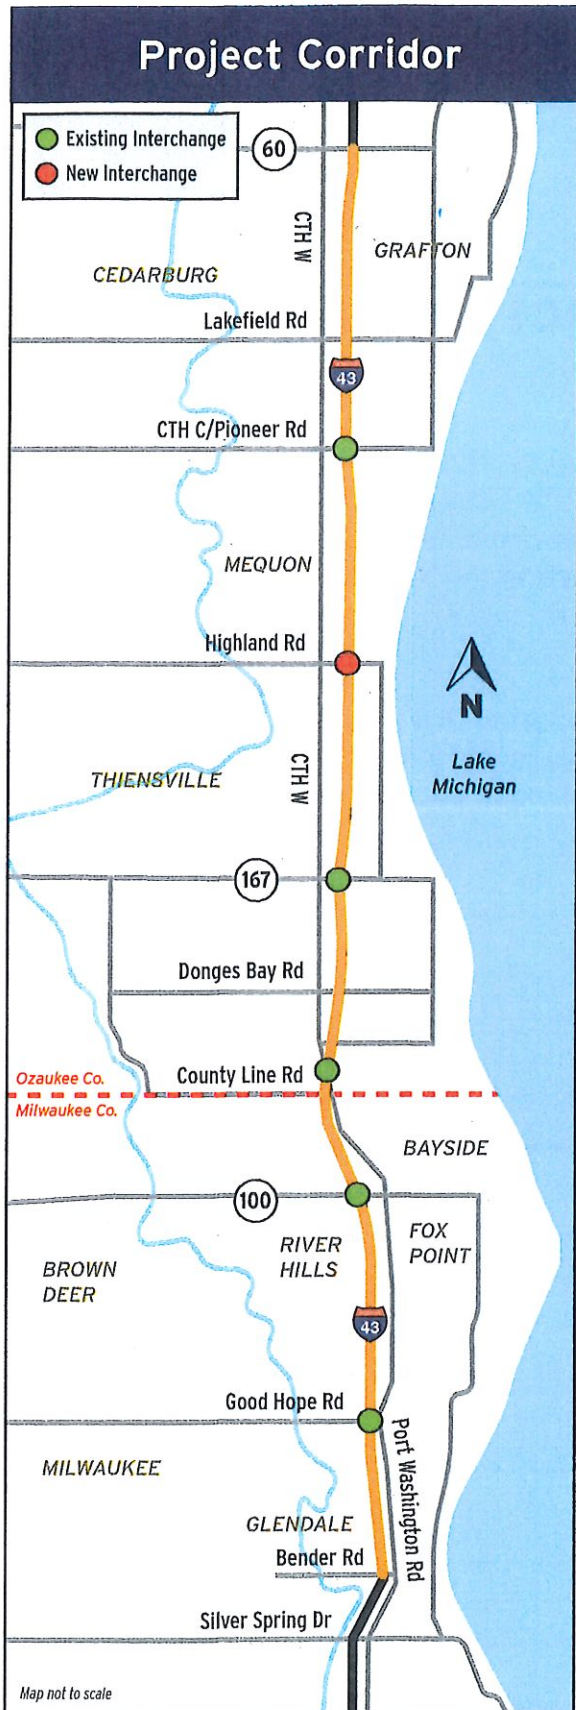 Project Corridor
Existing Interchange
New Interchange
60
CTH W
GRAFTON
CEDARBURG
Lakefield Rd
43
CTH C/Pioneer Rd
MEQUON
Highland Rd
N
Lake
Michigan
CTH W
THIENSVILLE
167
Donges Bay Rd
County Line Rd
Ozaukee Co.
Milwaukee Co.
BAYSIDE
100
FOX
POINT
RIVER
HILLS
BROWN
DEER
43
Good Hope Rd
Port Washington Rd
MILWAUKEE
GLENDALE
Bender Rd
Silver Spring Dr
Map not to scale